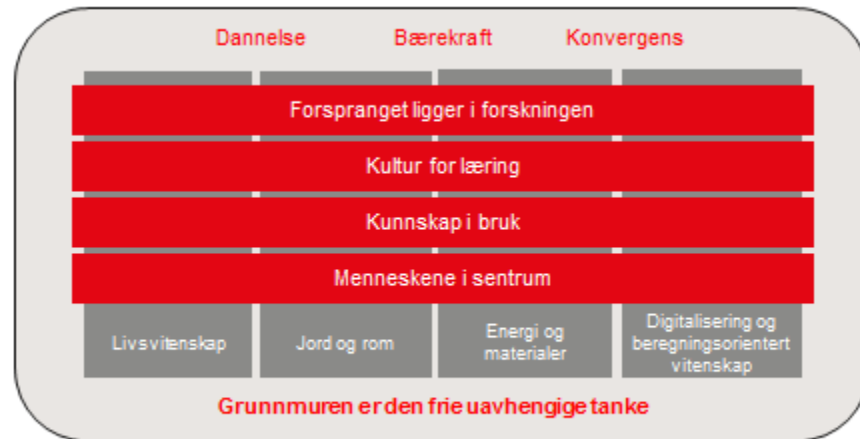 Dannelse Bærekraft Konvergens
Forspranget ligger i forskningen
Kultur for læring
Kunnskap i bruk
Menneskene i sentrum
Livsvitenskap
Jord og rom
Energi og
materialer
Digitalisering og
beregningsorientert
vitenskap
Grunnmuren er den frie uavhengige tanke